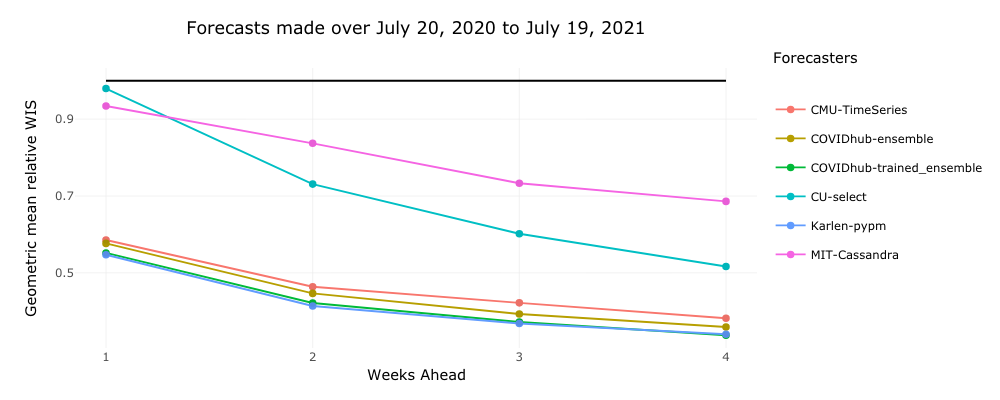 Forecasts made over July 20, 2020 to July 19, 2021
Forecasters
CMU-TimeSeries
COVIDhub-ensemble
COVIDhub-trained_ensemble
CU-select
Karlen-pypm
MIT-Cassandra
Geometric mean relative WIS
0.9
0.7
0.5
1 2 3 4
Weeks Ahead